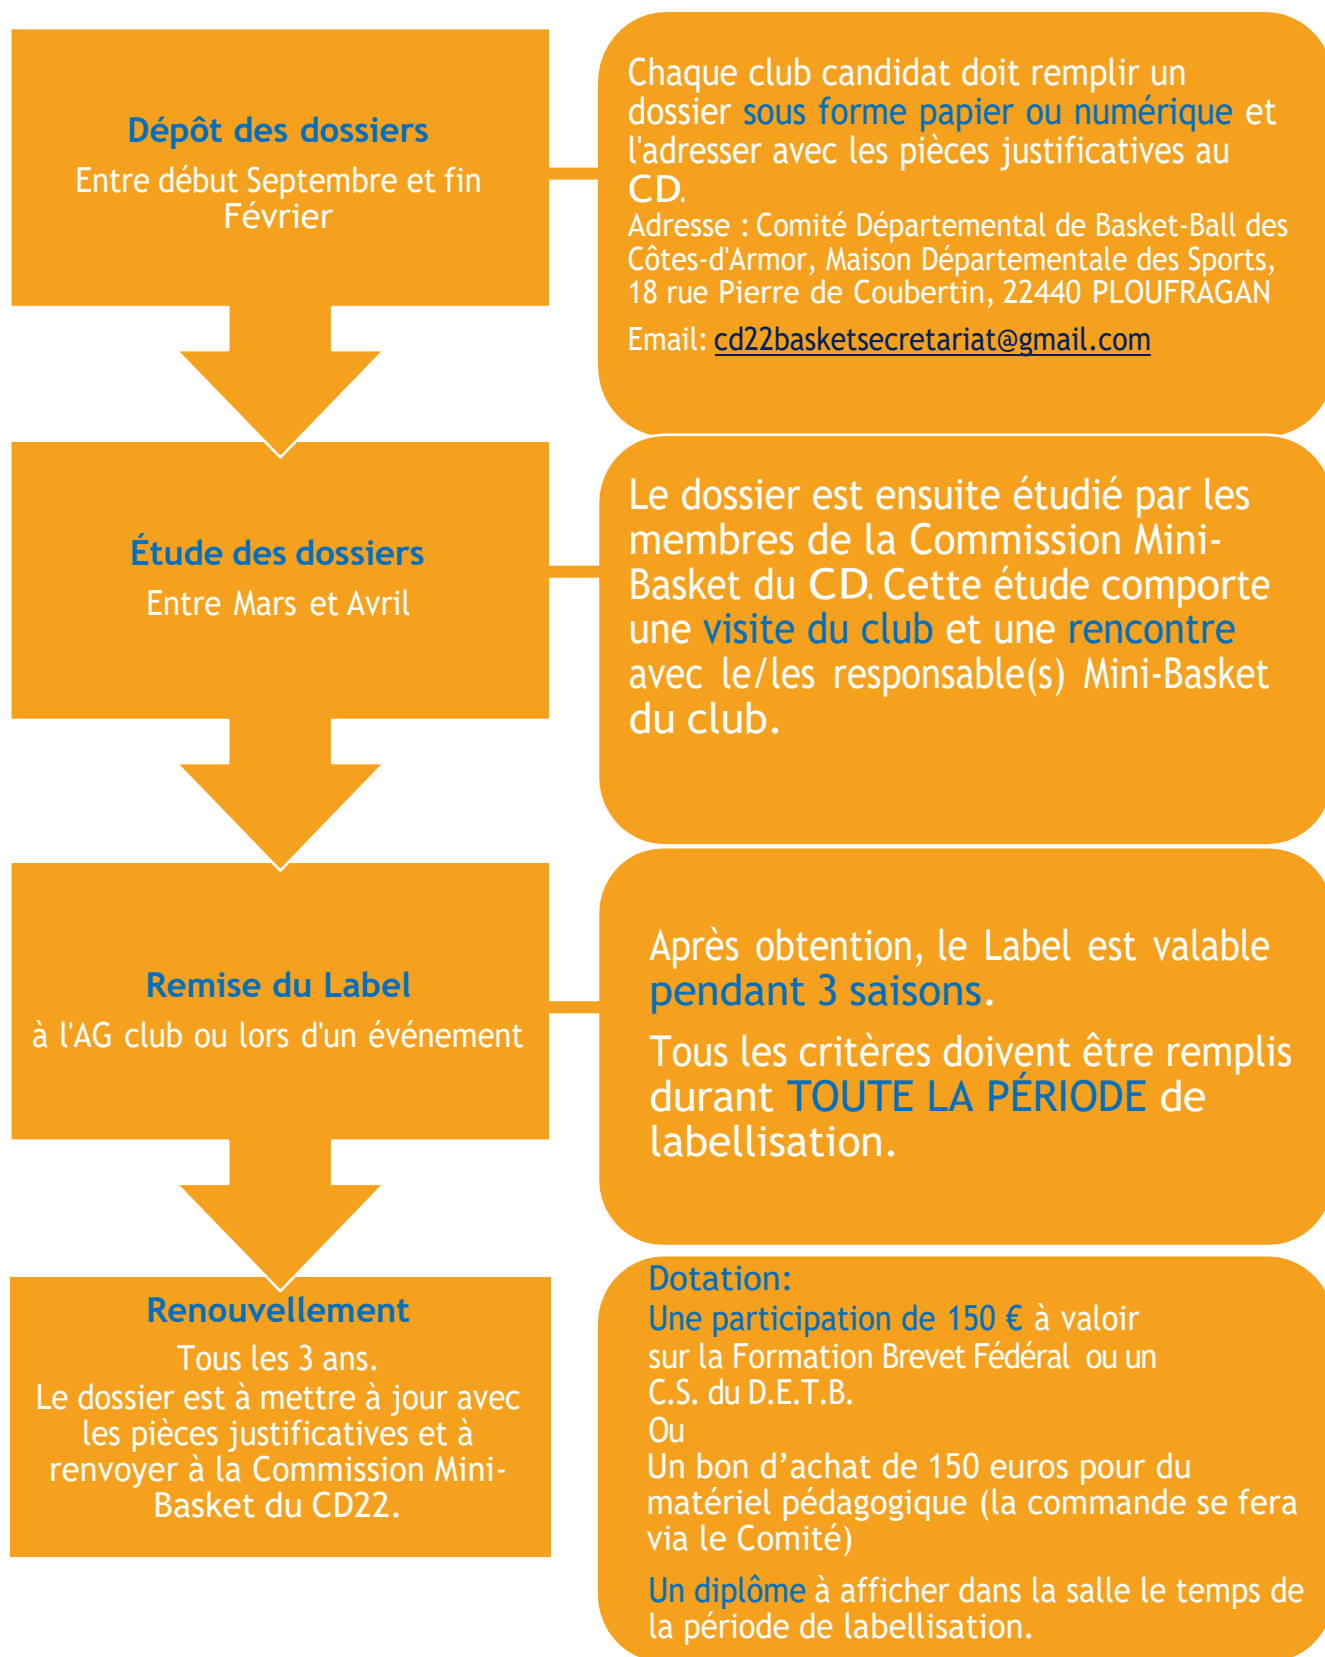 Dépôt des dossiers
Entre début Septembre et fin
Février
Chaque club candidat doit remplir un
dossier sous forme papier ou numérique et
l'adresser avec les pièces justificatives au
CD.
Adresse : Comité Départemental de Basket-Ball des
Côtes-d'Armor, Maison Départementale des Sports,
18 rue Pierre de Coubertin, 22440 PLOUFRAGAN
Email: cd22basketsecretariat@gmail.com
Étude des dossiers
Entre Mars et Avril
Le dossier est ensuite étudié par les
membres de la Commission Mini-
Basket du CD. Cette étude comporte
une visite du club et une rencontre
avec le/les responsable(s) Mini-Basket
du club.
Remise du Label
à l'AG club ou lors d'un événement
Après obtention, le Label est valable
pendant 3 saisons.
Tous les critères doivent être remplis
durant TOUTE LA PÉRIODE de
labellisation.
Renouvellement
Tous les 3 ans.
Le dossier est à mettre à jour avec
les pièces justificatives et à
renvoyer à la Commission Mini-
Basket du CD22.
Dotation:
Une participation de 150 € à valoir
sur la Formation Brevet Fédéral ou un
C.S. du D.E.T.B.
Ou
Un bon d’achat de 150 euros pour du
matériel pédagogique (la commande se fera
via le Comité)
Un diplôme à afficher dans la salle le temps de
la période de labellisation.